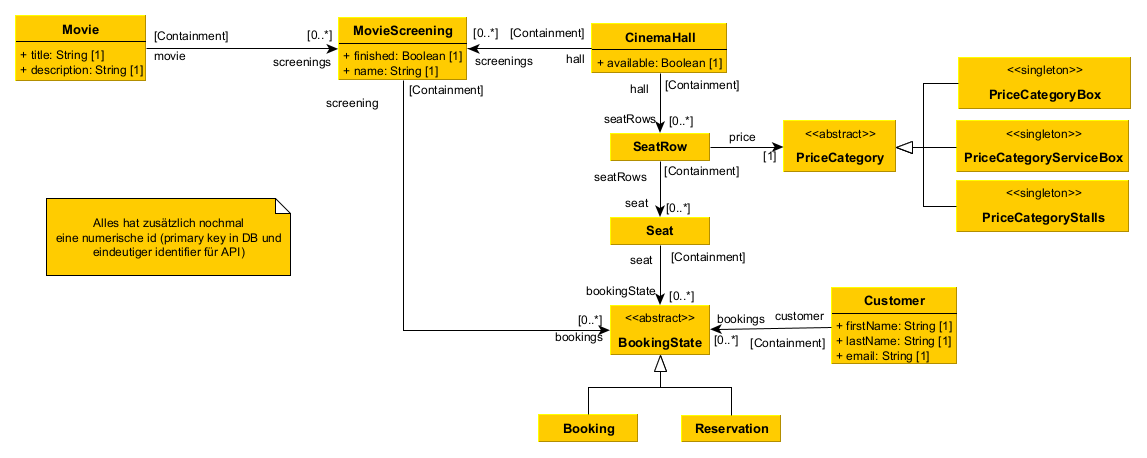 Movie
+ title: String [1]
+ description: String [1]
[Containment]
movie
[0..*]
screenings
MovieScreening
+ finished: Boolean [1]
+ name: String [1]
[0..*]
screenings
[Containment]
hall
CinemaHall
+ available: Boolean [1]
screening
[Containment]
hall
[Containment]
seatRows
[0..*]
SeatRow
price
[1]
<<abstract>>
PriceCategory
<<singleton>>
PriceCategoryBox
<<singleton>>
PriceCategoryServiceBox
<<singleton>>
PriceCategoryStalls
seatRows
[Containment]
seat
[0..*]
Seat
seat
[Containment]
bookingState
[0..*]
Alles hat zusätzlich nochmal
eine numerische id (primary key in DB und
eindeutiger identifier für API)
[0..*]
bookings
<<abstract>>
BookingState
bookings
[0..*]
customer
[Containment]
Customer
+ firstName: String [1]
+ lastName: String [1]
+ email: String [1]
Booking
Reservation